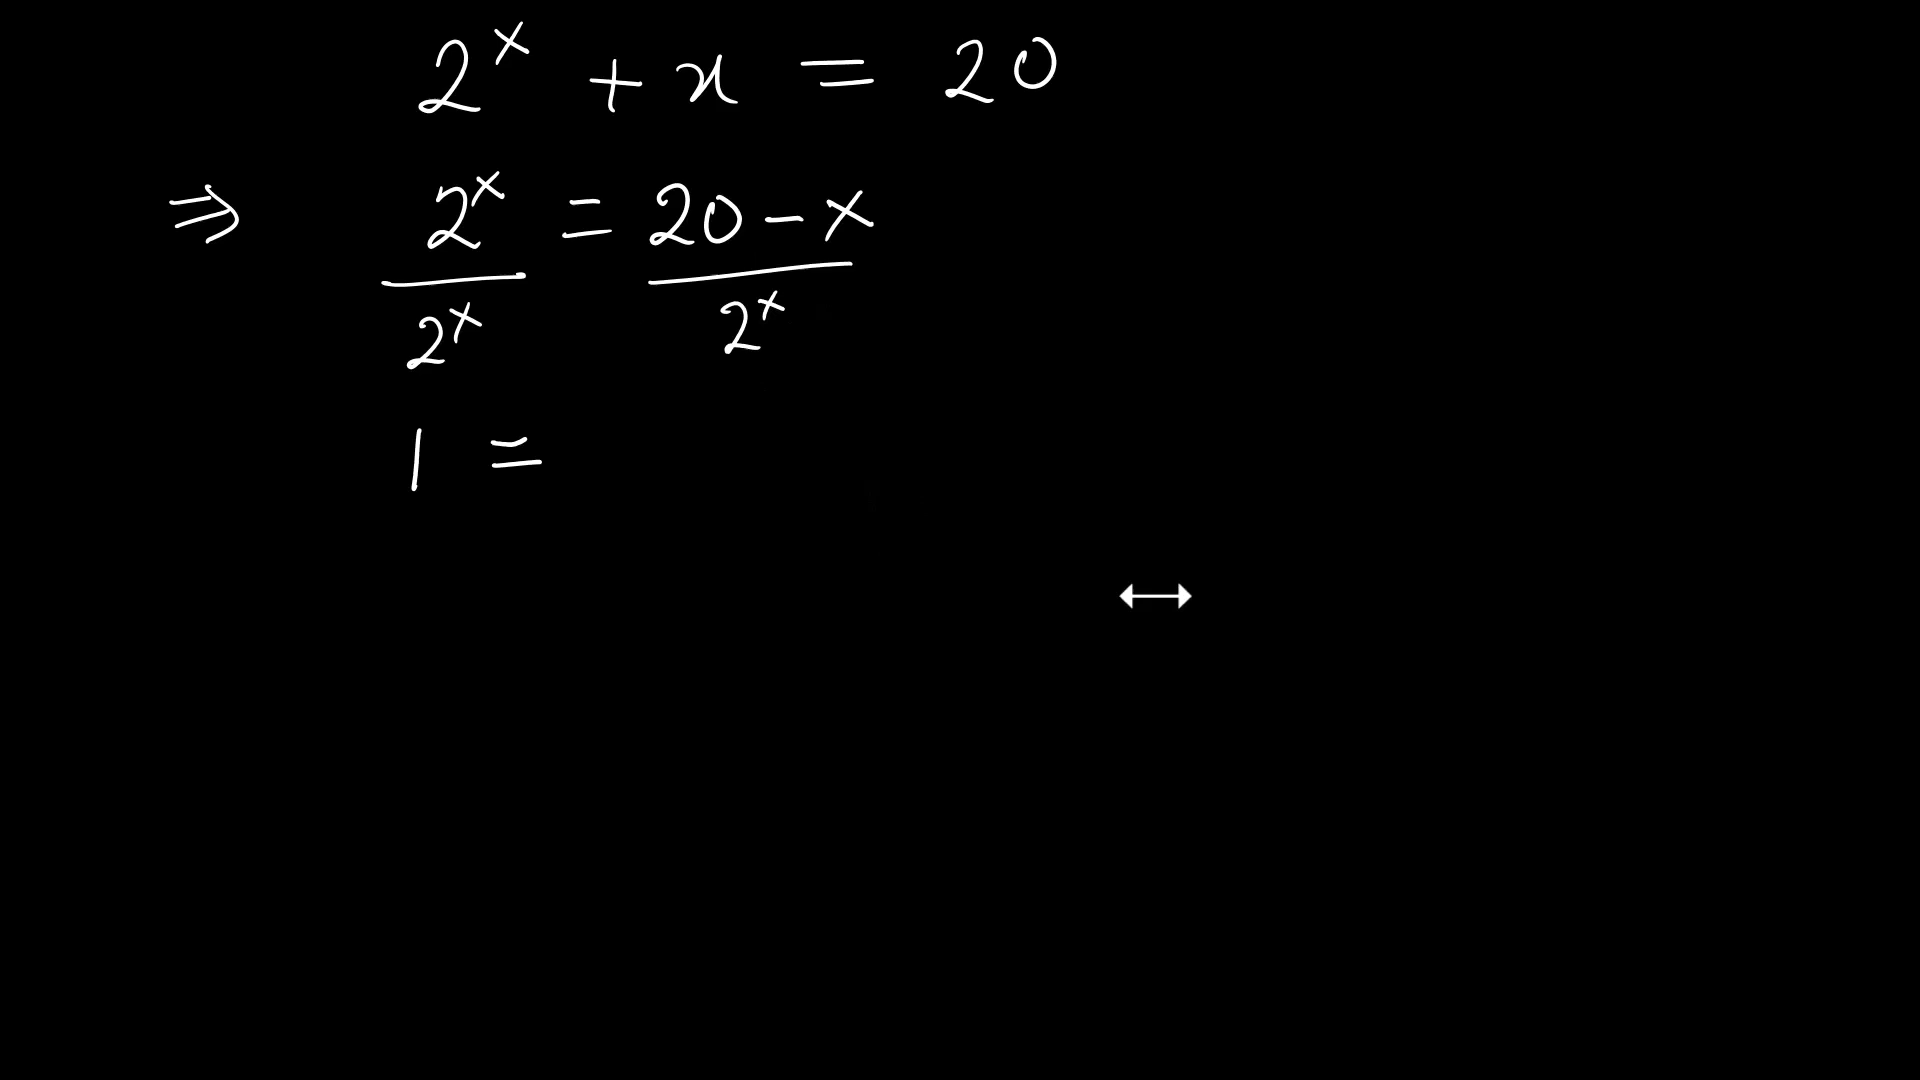 2^x + x = 20
⇒ 2^x = 20 - x
2^x 2^x
1 =